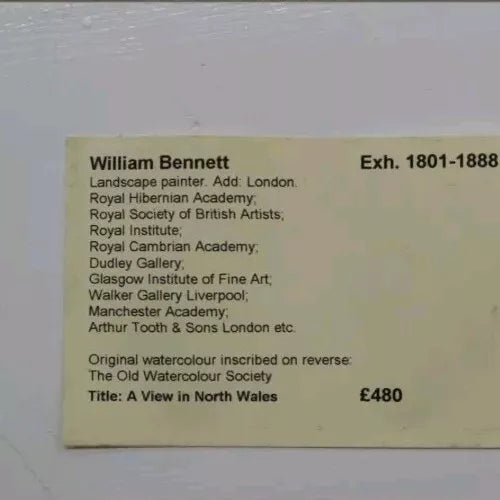 William Bennett Exh. 1801-1888
Landscape painter. Add: London.
Royal Hibernian Academy;
Royal Society of British Artists;
Royal Institute;
Royal Cambrian Academy;
Dudley Gallery;
Glasgow Institute of Fine Art;
Walker Gallery Liverpool;
Manchester Academy;
Arthur Tooth & Sons London etc.
Original watercolour inscribed on reverse:
The Old Watercolour Society
Title: A View in North Wales £480